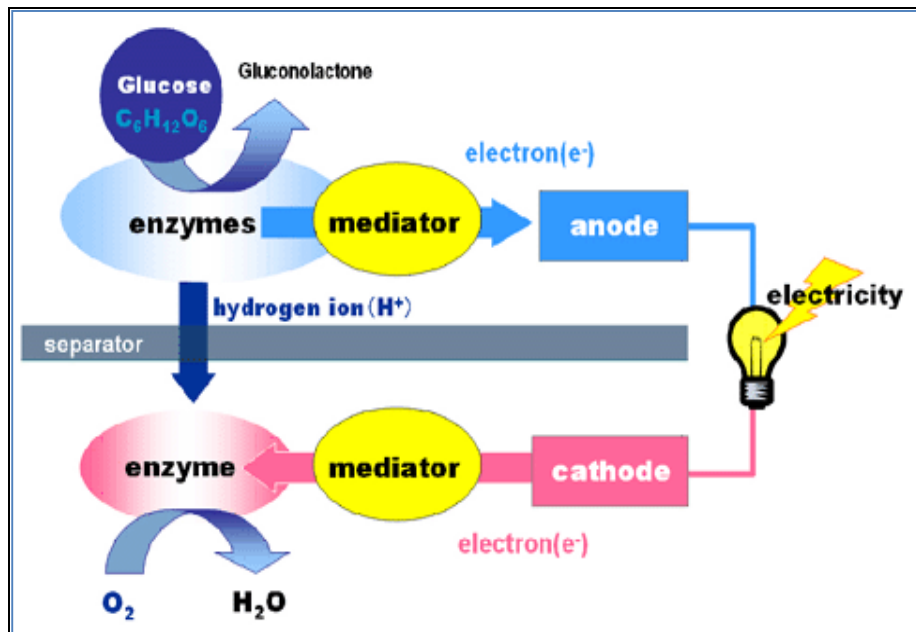 Glucose
C₆H₁₂O₆
Gluconolactone
electron(e⁻)
enzymes
mediator
anode
hydrogen ion(H⁺)
electricity
separator
enzyme
mediator
cathode
electron(e⁻)
O₂
H₂O